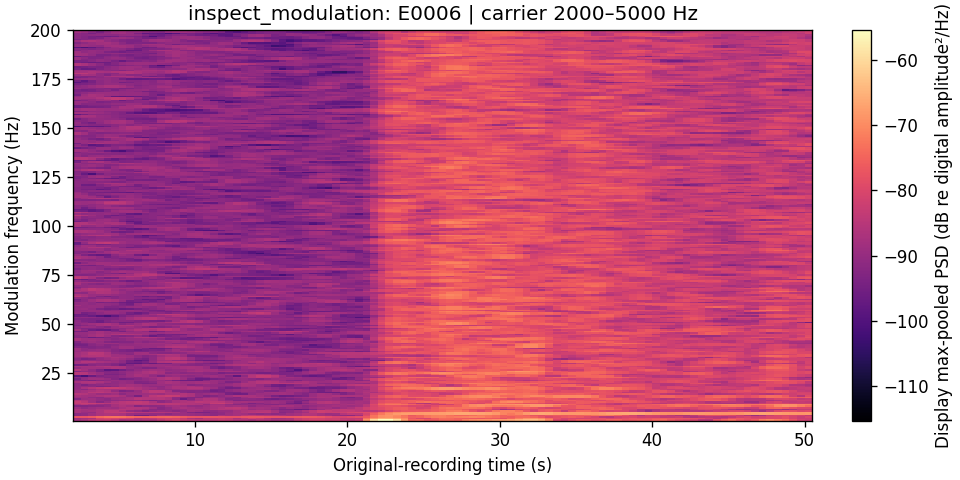 inspect_modulation: E0006 | carrier 2000–5000 Hz
200
175
150
125
100
75
50
25
Modulation frequency (Hz)
10 20 30 40 50
Original-recording time (s)
−60
−70
−80
−90
−100
−110
Display max-pooled PSD (dB re digital amplitude²/Hz)